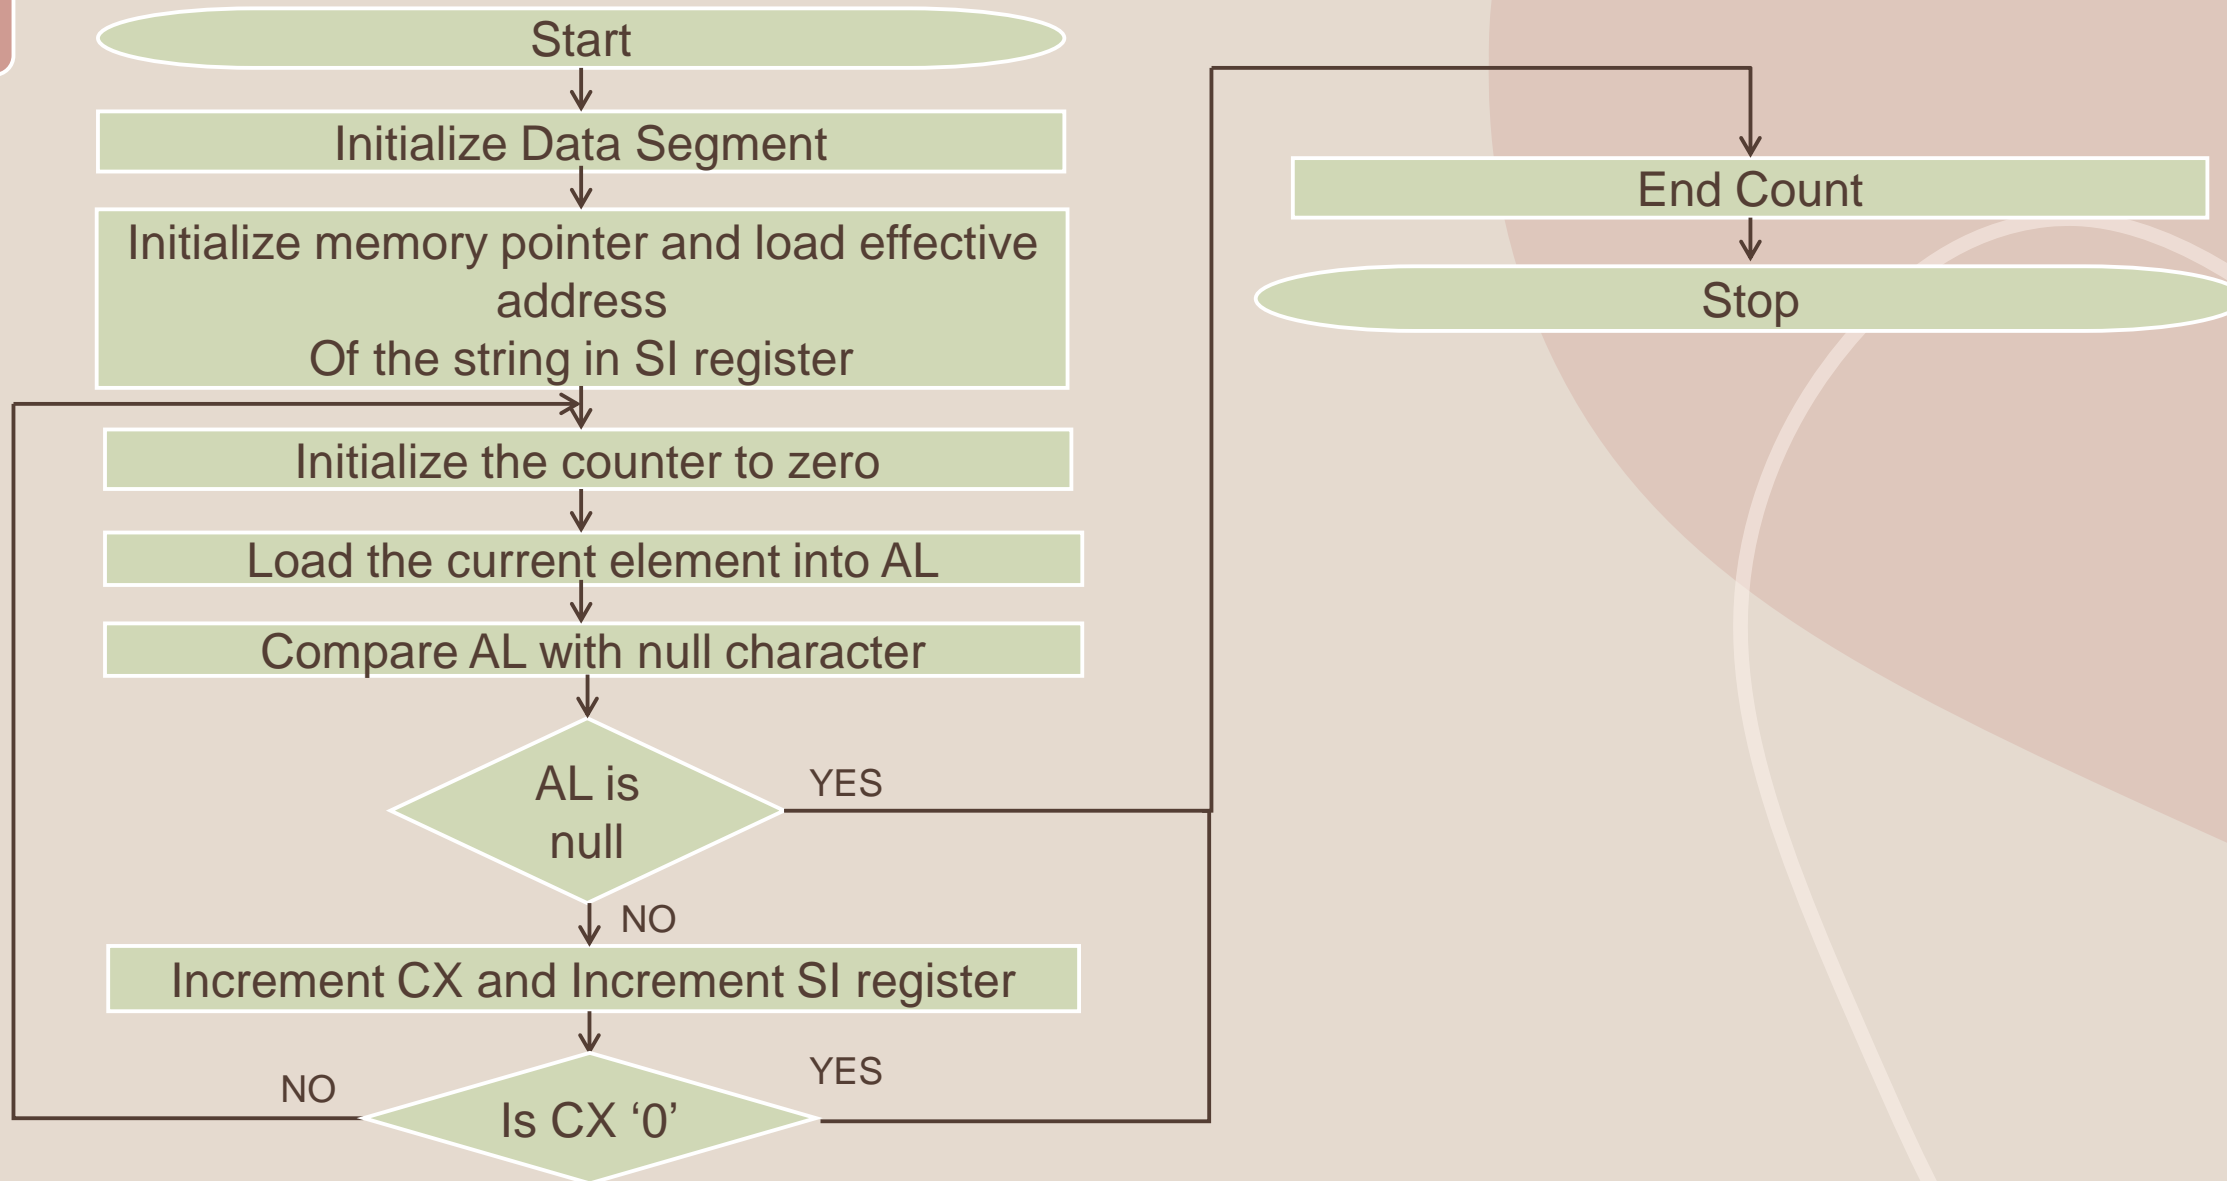 Start
Initialize Data Segment
Initialize memory pointer and load effective
address
Of the string in SI register
Initialize the counter to zero
Load the current element into AL
Compare AL with null character
AL is
null
YES
NO
Increment CX and Increment SI register
NO
YES
Is CX ‘0’
End Count
Stop